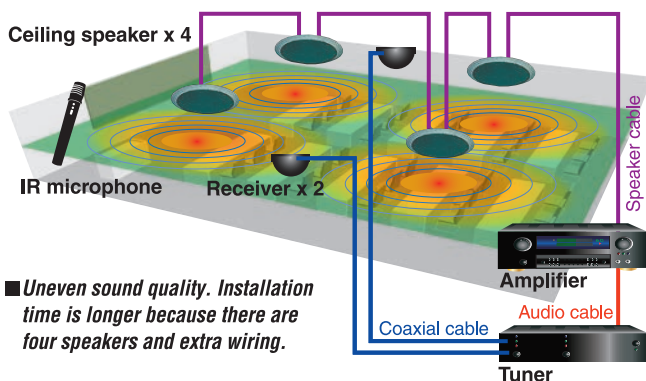 Ceiling speaker x 4
IR microphone
Receiver x 2
Speaker cable
Amplifier
Audio cable
Coaxial cable
Tuner
■ Uneven sound quality. Installation
time is longer because there are
four speakers and extra wiring.